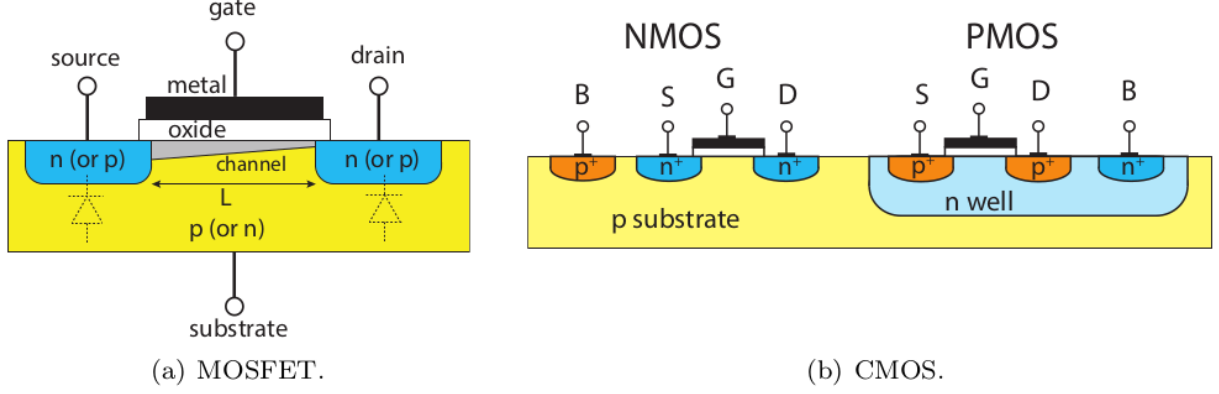 gate
source
drain
metal
oxide
n (or p)
channel
n (or p)
L
p (or n)
substrate
(a) MOSFET.
NMOS
PMOS
B
S
G
D
S
G
D
B
p+
n+
n+
p+
p+
n+
n well
p substrate
(b) CMOS.